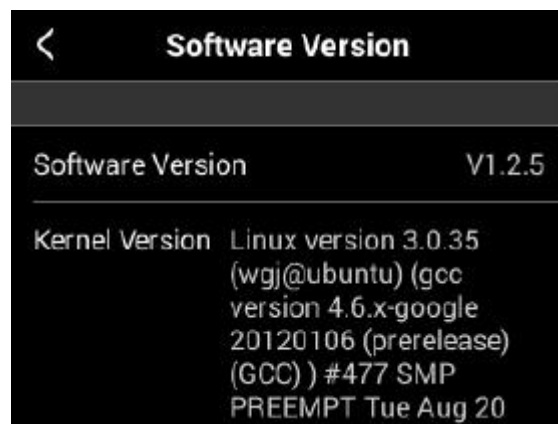 Software Version
Software Version V1.2.5
Kernel Version Linux version 3.0.35
(wgj@ubuntu) (gcc
version 4.6.x-google
20120106 (prerelease)
(GCC) ) #477 SMP
PREEMPT Tue Aug 20